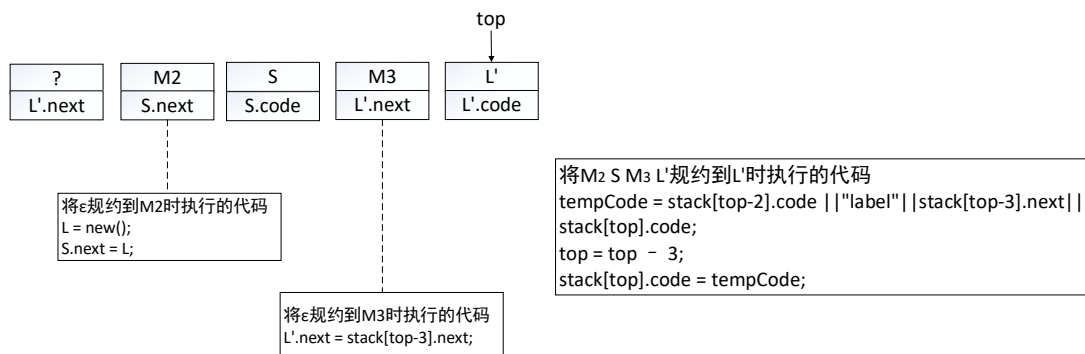 top
? M2 S M3 L'
L'.next S.next S.code L'.next L'.code
将ε规约到M2时执行的代码
L = new();
S.next = L;
将ε规约到M3时执行的代码
L'.next = stack[top-3].next;
将M2 S M3 L'规约到L'时执行的代码
tempCode = stack[top-2].code ||"label"||stack[top-3].next||
stack[top].code;
top = top – 3;
stack[top].code = tempCode;